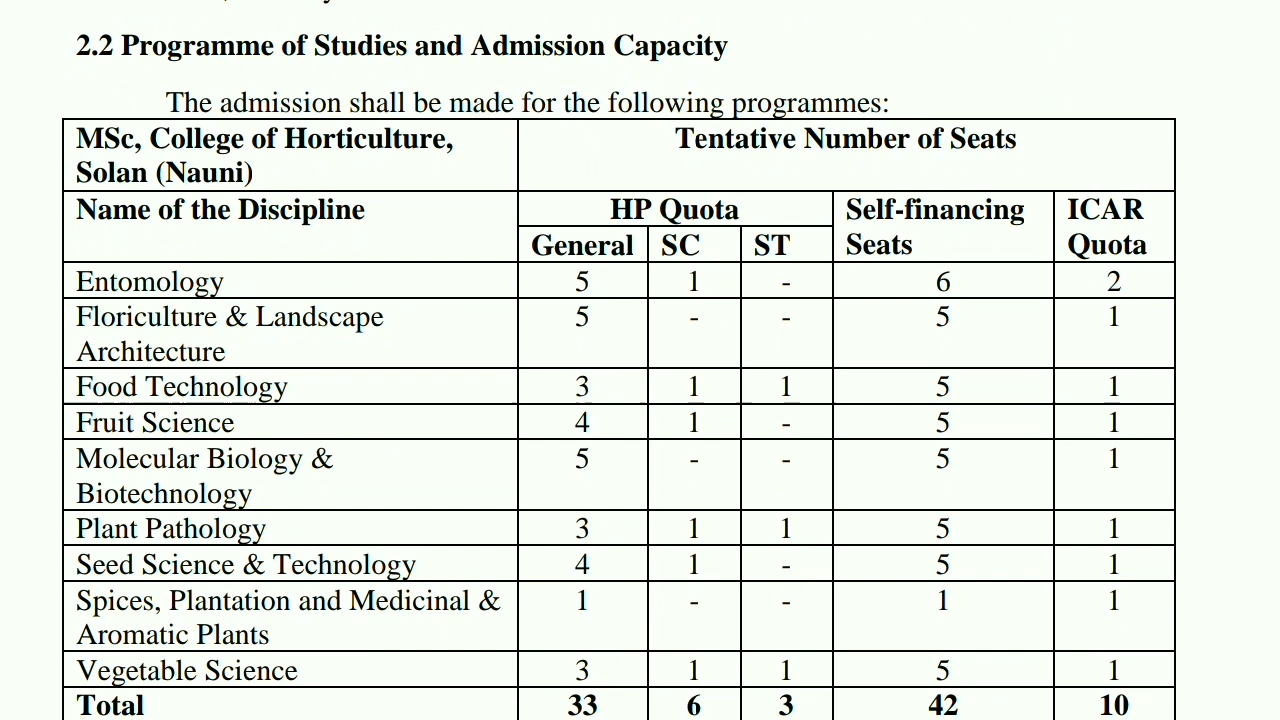 2.2 Programme of Studies and Admission Capacity
The admission shall be made for the following programmes:
MSc, College of Horticulture, Tentative Number of Seats
Solan (Nauni)
Name of the Discipline HP Quota Self-financing ICAR
General SC ST Seats Quota
Entomology 5 1 - 6 2
Floriculture & Landscape 5 - - 5 1
Architecture
Food Technology 3 1 1 5 1
Fruit Science 4 1 - 5 1
Molecular Biology & 5 - - 5 1
Biotechnology
Plant Pathology 3 1 1 5 1
Seed Science & Technology 4 1 - 5 1
Spices, Plantation and Medicinal & 1 - - 1 1
Aromatic Plants
Vegetable Science 3 1 1 5 1
Total 33 6 3 42 10